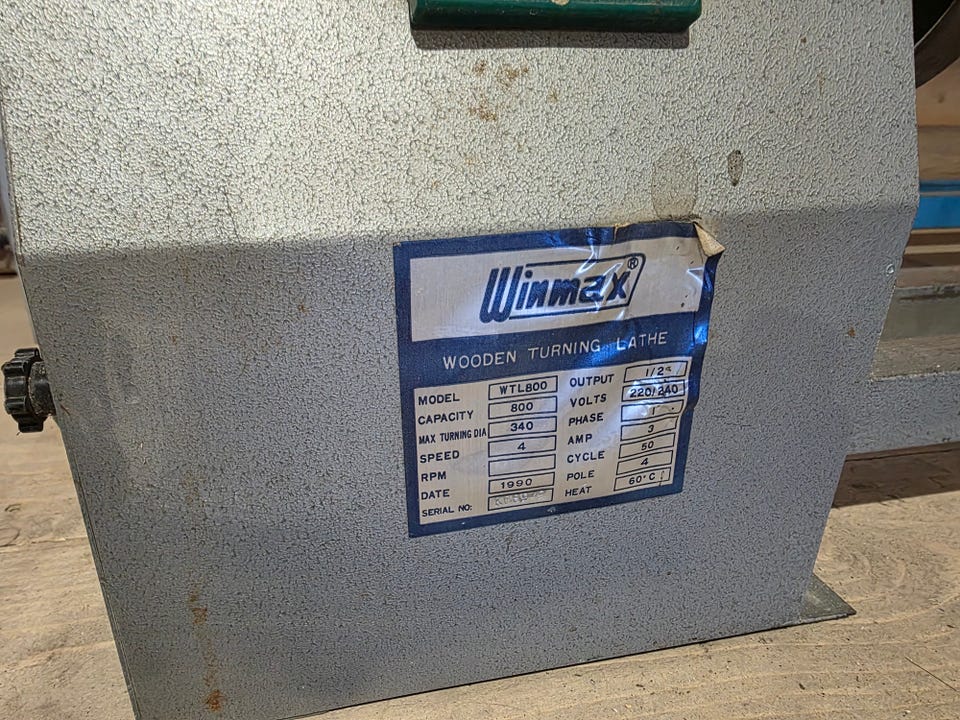 Winmax®
WOODEN TURNING LATHE
MODEL WTL800 OUTPUT 1/2
CAPACITY 800 VOLTS 220/240
MAX TURNING DIA 340 PHASE 1
SPEED 4 AMP 3
RPM CYCLE 50
DATE 1990 POLE 4
SERIAL NO: HEAT 60°C